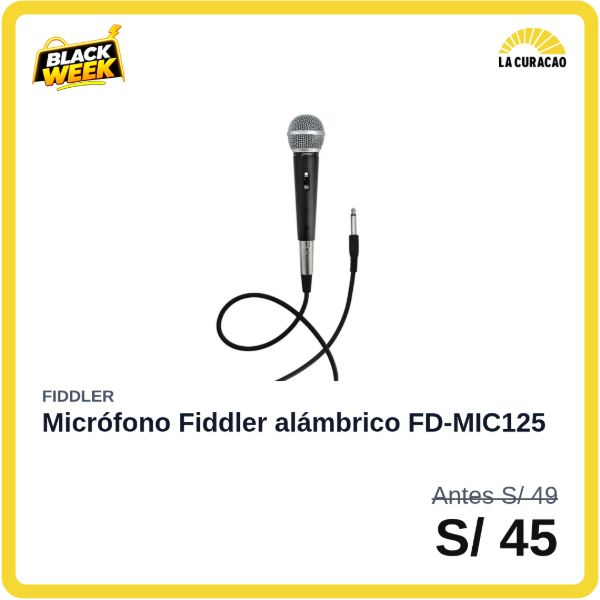 BLACK
WEEK
LA CURACAO
FIDDLER
Micrófono Fiddler alámbrico FD-MIC125
Antes S/ 49
S/ 45